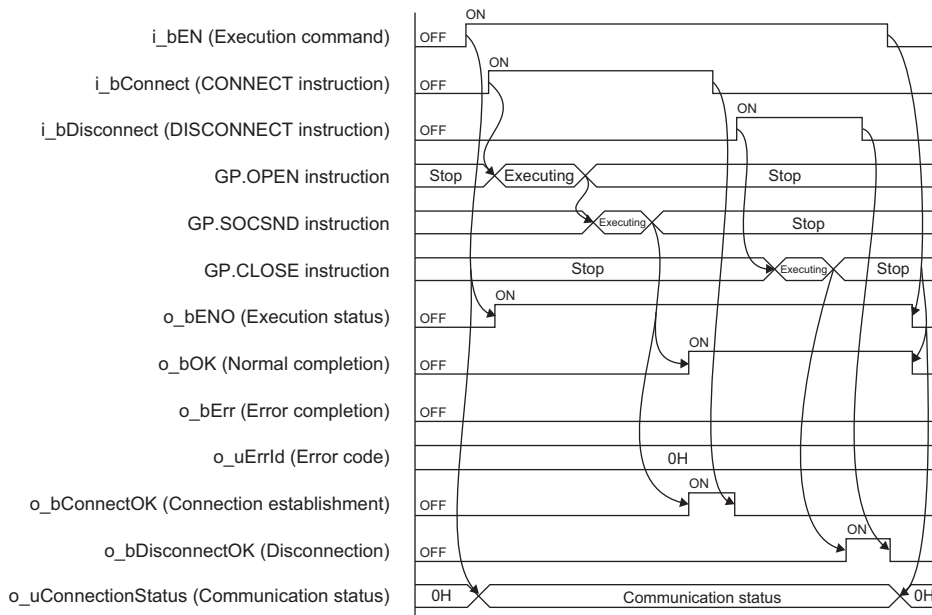 ON
i_bEN (Execution command) OFF
ON
i_bConnect (CONNECT instruction) OFF
ON
i_bDisconnect (DISCONNECT instruction) OFF
GP.OPEN instruction Stop Executing Stop
GP.SOCSND instruction Executing Stop
GP.CLOSE instruction Stop Executing Stop
ON
o_bENO (Execution status) OFF
ON
o_bOK (Normal completion) OFF
o_bErr (Error completion) OFF
o_uErrId (Error code) 0H
ON
o_bConnectOK (Connection establishment) OFF
ON
o_bDisconnectOK (Disconnection) OFF
o_uConnectionStatus (Communication status) 0H Communication status 0H